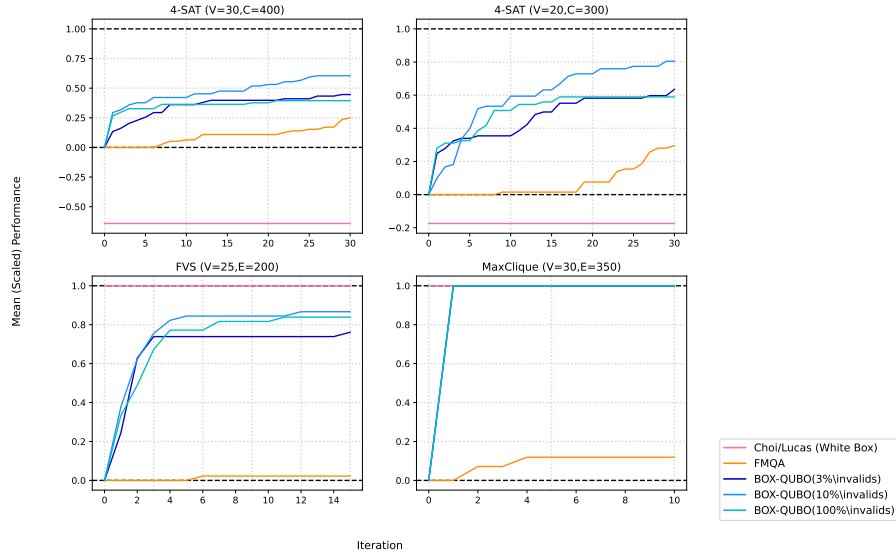 4-SAT (V=30,C=400)
4-SAT (V=20,C=300)
1.00
0.75
0.50
0.25
0.00
−0.25
−0.50
0 5 10 15 20 25 30
1.0
0.8
0.6
0.4
0.2
0.0
−0.2
0 5 10 15 20 25 30
Mean (Scaled) Performance
FVS (V=25,E=200)
MaxClique (V=30,E=350)
1.0
0.8
0.6
0.4
0.2
0.0
0 2 4 6 8 10 12 14
1.0
0.8
0.6
0.4
0.2
0.0
0 2 4 6 8 10
Choi/Lucas (White Box)
FMQA
BOX-QUBO(3%\invalids)
BOX-QUBO(10%\invalids)
BOX-QUBO(100%\invalids)
Iteration